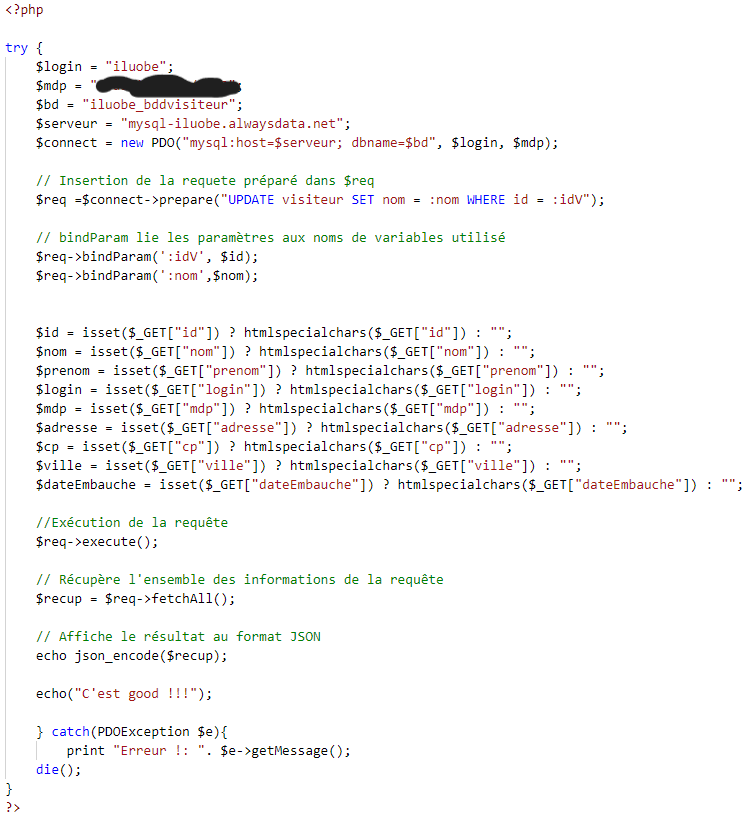 <?php
try {
$login = "iluobe";
$mdp = "
$bd = "iluobe_bddvisiteur";
$serveur = "mysql-iluobe.alwaysdata.net";
$connect = new PDO("mysql:host=$serveur; dbname=$bd", $login, $mdp);
// Insertion de la requete préparé dans $req
$req =$connect->prepare("UPDATE visiteur SET nom = :nom WHERE id = :idV");
// bindParam lie les paramètres aux noms de variables utilisé
$req->bindParam(':idV', $id);
$req->bindParam(':nom',$nom);
$id = isset($_GET["id"]) ? htmlspecialchars($_GET["id"]) : "";
$nom = isset($_GET["nom"]) ? htmlspecialchars($_GET["nom"]) : "";
$prenom = isset($_GET["prenom"]) ? htmlspecialchars($_GET["prenom"]) : "";
$login = isset($_GET["login"]) ? htmlspecialchars($_GET["login"]) : "";
$mdp = isset($_GET["mdp"]) ? htmlspecialchars($_GET["mdp"]) : "";
$adresse = isset($_GET["adresse"]) ? htmlspecialchars($_GET["adresse"]) : "";
$cp = isset($_GET["cp"]) ? htmlspecialchars($_GET["cp"]) : "";
$ville = isset($_GET["ville"]) ? htmlspecialchars($_GET["ville"]) : "";
$dateEmbauche = isset($_GET["dateEmbauche"]) ? htmlspecialchars($_GET["dateEmbauche"]) : "";
//Exécution de la requête
$req->execute();
// Récupère l'ensemble des informations de la requête
$recup = $req->fetchAll();
// Affiche le résultat au format JSON
echo json_encode($recup);
echo("C'est good !!!");
} catch(PDOException $e){
print "Erreur !: ". $e->getMessage();
die();
}
?>